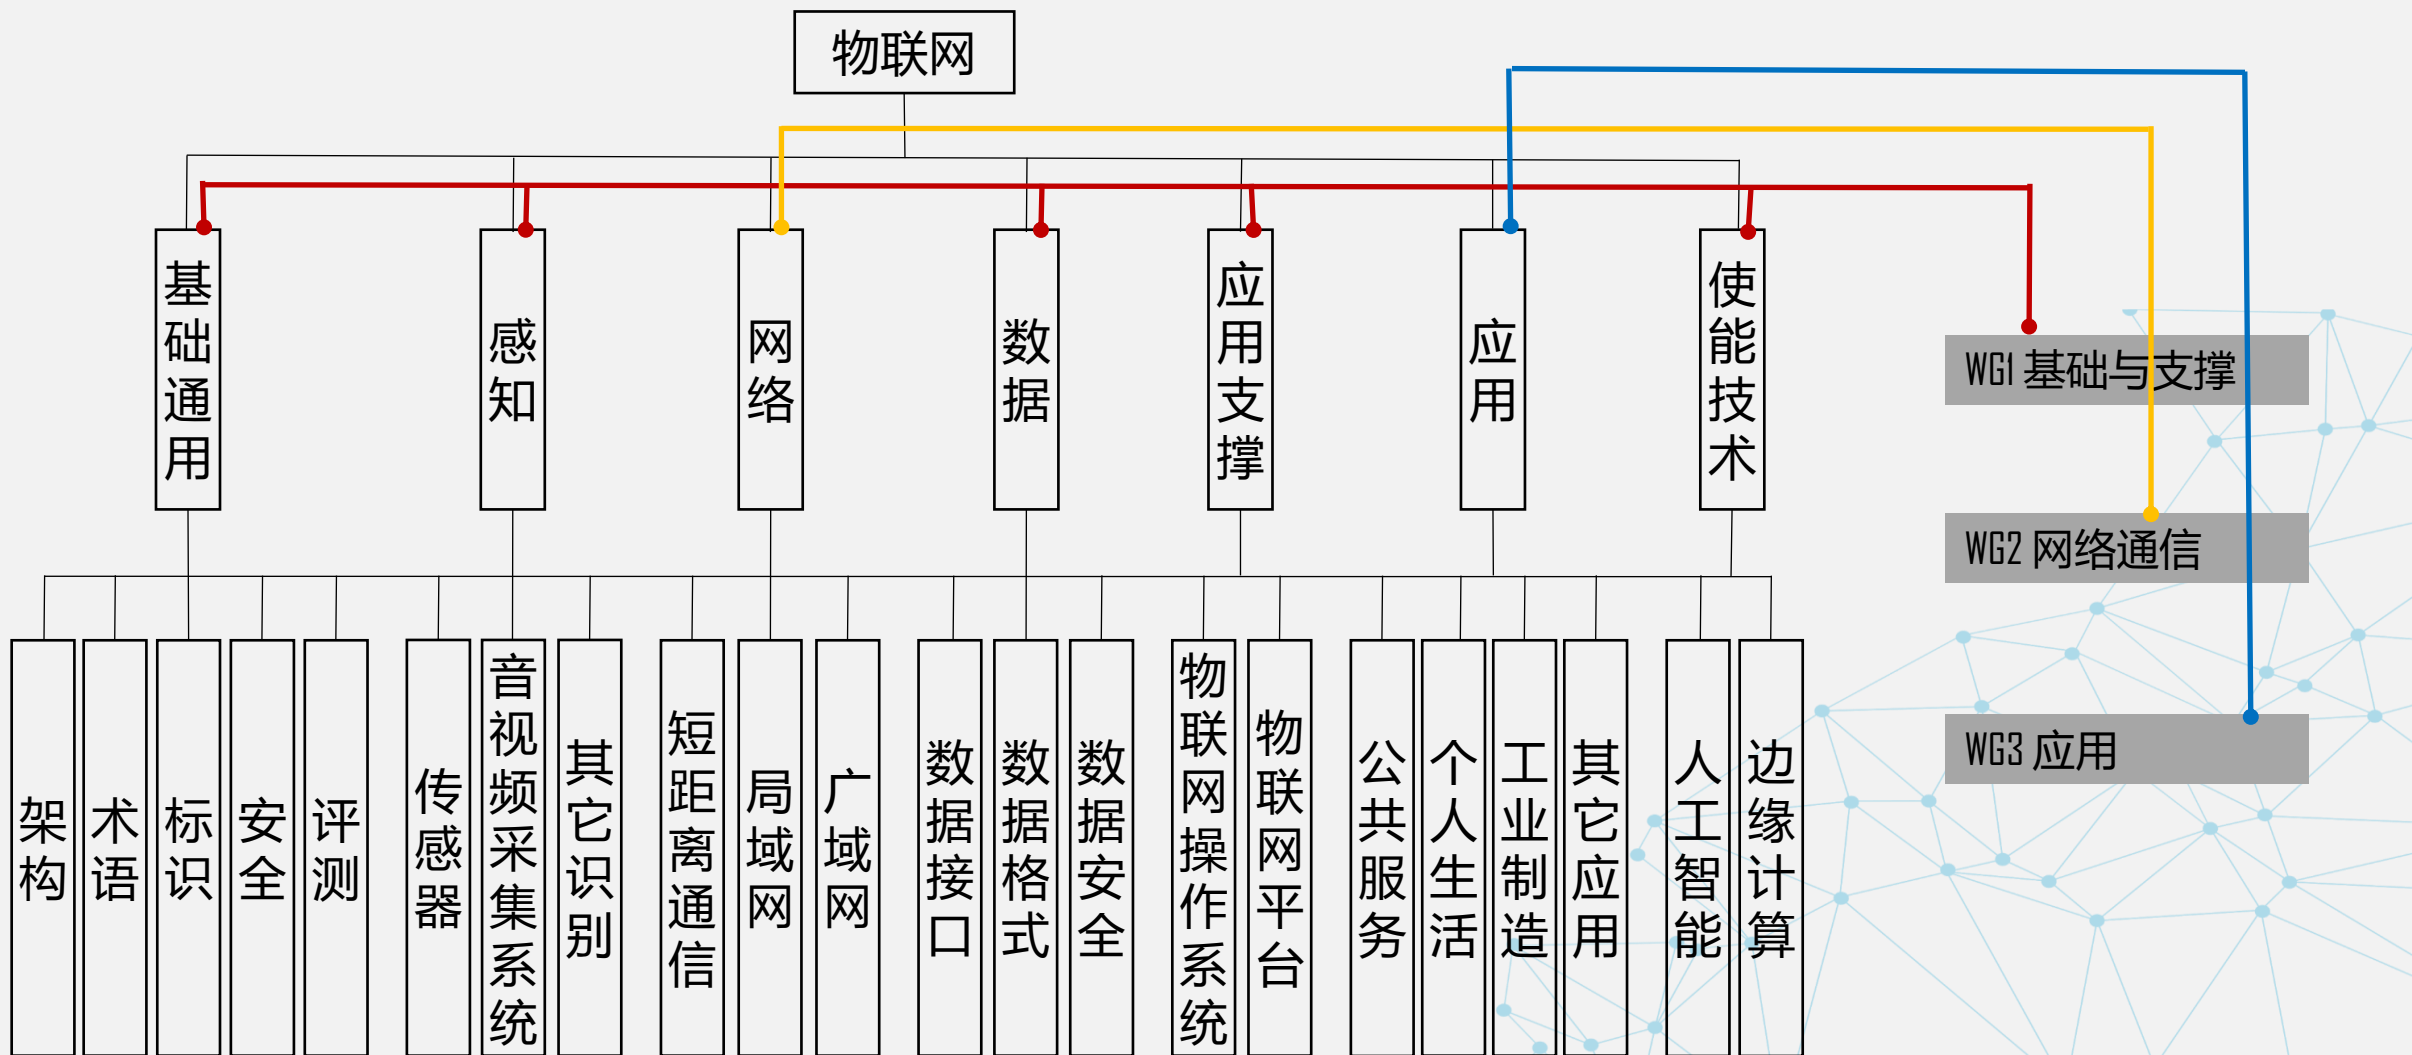 物联网
基础通用
感知
网络
数据
应用支撑
应用
使能技术
WG1 基础与支撑
WG2 网络通信
WG3 应用
架构
术语
标识
安全
评测
传感器
音视频采集系统
其它识别
短距离通信
局域网
广域网
数据接口
数据格式
数据安全
物联网操作系统
物联网平台
公共服务
个人生活
工业制造
其它应用
人工智能
边缘计算